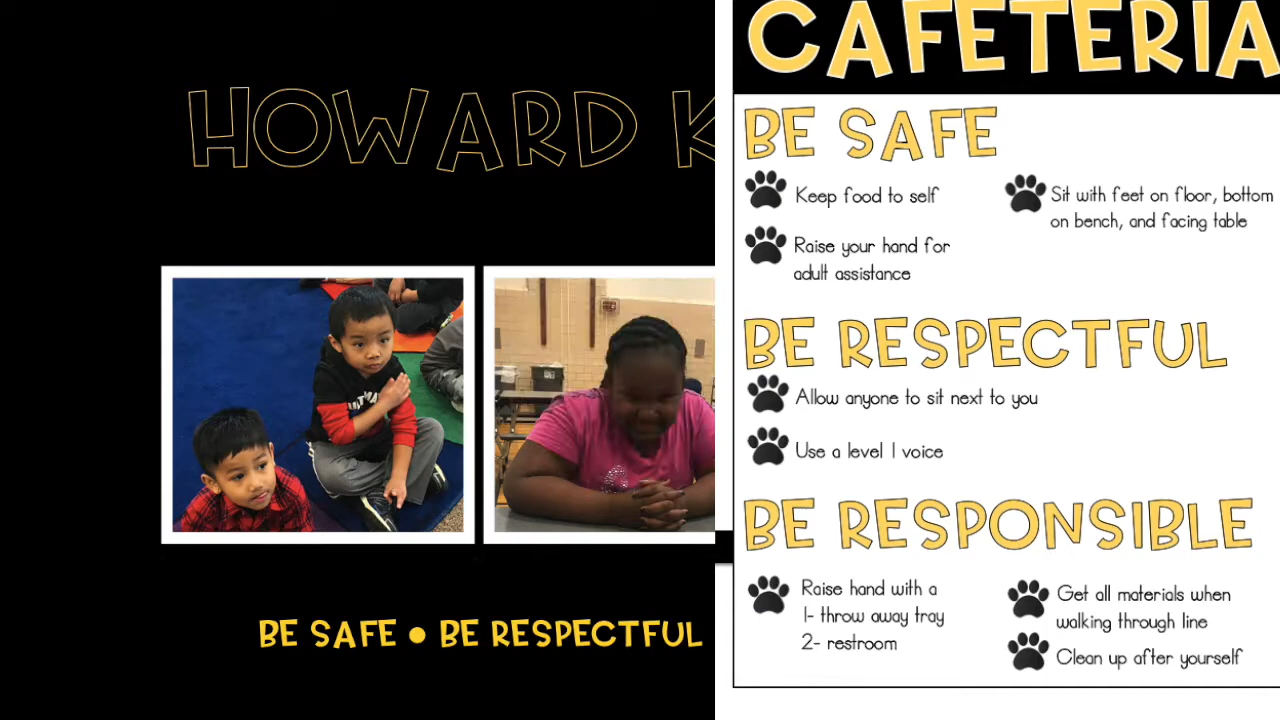 HOWARD K
BE SAFE • BE RESPECTFUL
CAFETERIA
BE SAFE
Keep food to self
Raise your hand for
adult assistance
Sit with feet on floor, bottom
on bench, and facing table
BE RESPECTFUL
Allow anyone to sit next to you
Use a level 1 voice
BE RESPONSIBLE
Raise hand with a
1- throw away tray
2- restroom
Get all materials when
walking through line
Clean up after yourself